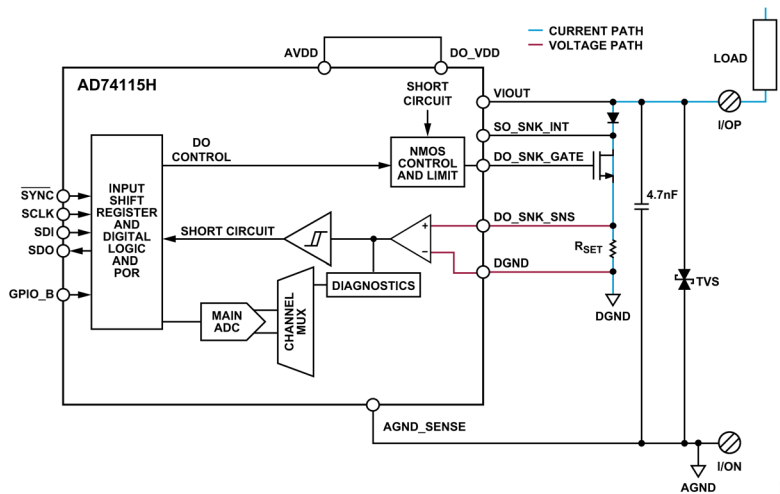 CURRENT PATH
VOLTAGE PATH
LOAD
AVDD
DO_VDD
AD74115H
SHORT
CIRCUIT
VIOUT
I/OP
SO_SNK_INT
DO
CONTROL
NMOS
CONTROL
AND LIMIT
DO_SNK_GATE
INPUT
SHIFT
REGISTER
AND
DIGITAL
LOGIC
AND
POR
SYNC
SCLK
SDI
SDO
GPIO_B
4.7nF
SHORT CIRCUIT
+
–
DO_SNK_SNS
RSET
DGND
DIAGNOSTICS
MAIN
ADC
CHANNEL
MUX
DGND
TVS
AGND_SENSE
I/ON
AGND